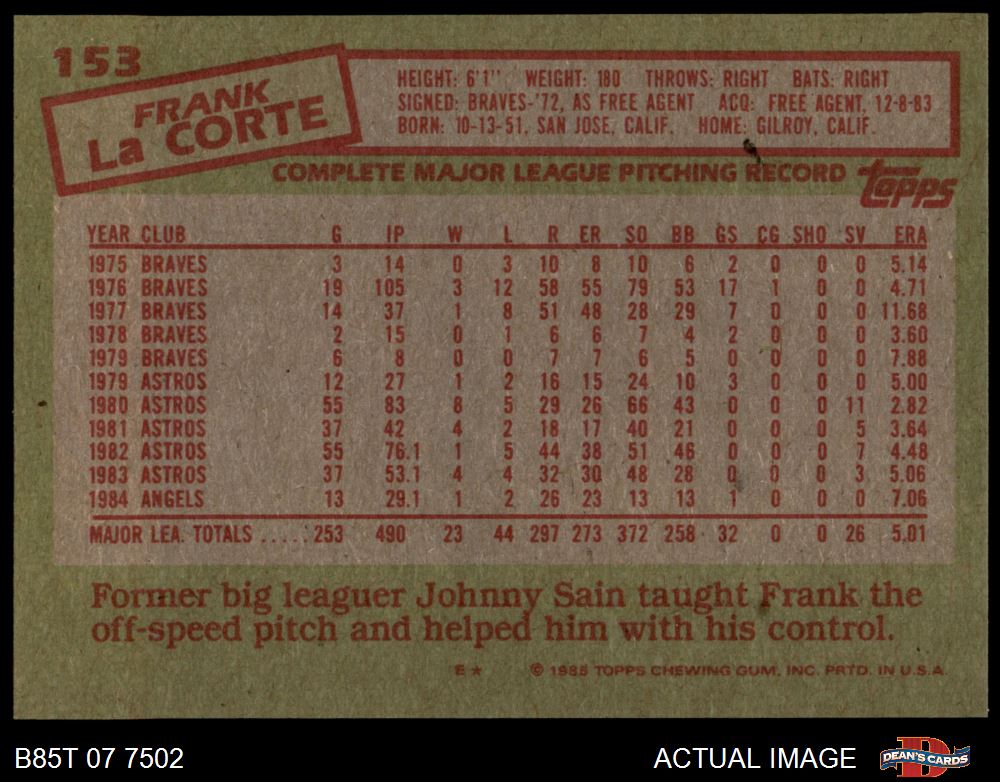 153
FRANK
La CORTE
HEIGHT: 6'1" WEIGHT: 180 THROWS: RIGHT BATS: RIGHT
SIGNED: BRAVES-'72, AS FREE AGENT ACQ: FREE AGENT, 12-8-83
BORN: 10-13-51, SAN JOSE, CALIF. HOME: GILROY, CALIF.
COMPLETE MAJOR LEAGUE PITCHING RECORD topps
YEAR CLUB G IP W L R ER SO BB GS CG SHO SV ERA
1975 BRAVES 3 14 0 3 10 8 10 6 2 0 0 0 5.14
1976 BRAVES 19 105 3 12 58 55 79 53 17 1 0 0 4.71
1977 BRAVES 14 37 1 8 51 48 28 29 7 0 0 0 11.68
1978 BRAVES 2 15 0 1 6 6 7 4 2 0 0 0 3.60
1979 BRAVES 6 8 0 0 7 7 6 5 0 0 0 0 7.88
1979 ASTROS 12 27 1 2 16 15 24 10 3 0 0 0 5.00
1980 ASTROS 55 83 8 5 29 26 66 43 0 0 0 11 2.82
1981 ASTROS 37 42 4 2 18 17 40 21 0 0 0 5 3.64
1982 ASTROS 55 76.1 1 5 44 38 51 46 0 0 0 7 4.48
1983 ASTROS 37 53.1 4 4 32 30 48 28 0 0 0 3 5.06
1984 ANGELS 13 29.1 1 2 26 23 13 13 1 0 0 0 7.06
MAJOR LEA. TOTALS ..... 253 490 23 44 297 273 372 258 32 0 0 26 5.01
Former big leaguer Johnny Sain taught Frank the
off-speed pitch and helped him with his control.
E* © 1985 TOPPS CHEWING GUM, INC. PRTD. IN U.S.A.
B85T 07 7502 ACTUAL IMAGE DEAN'S CARDS